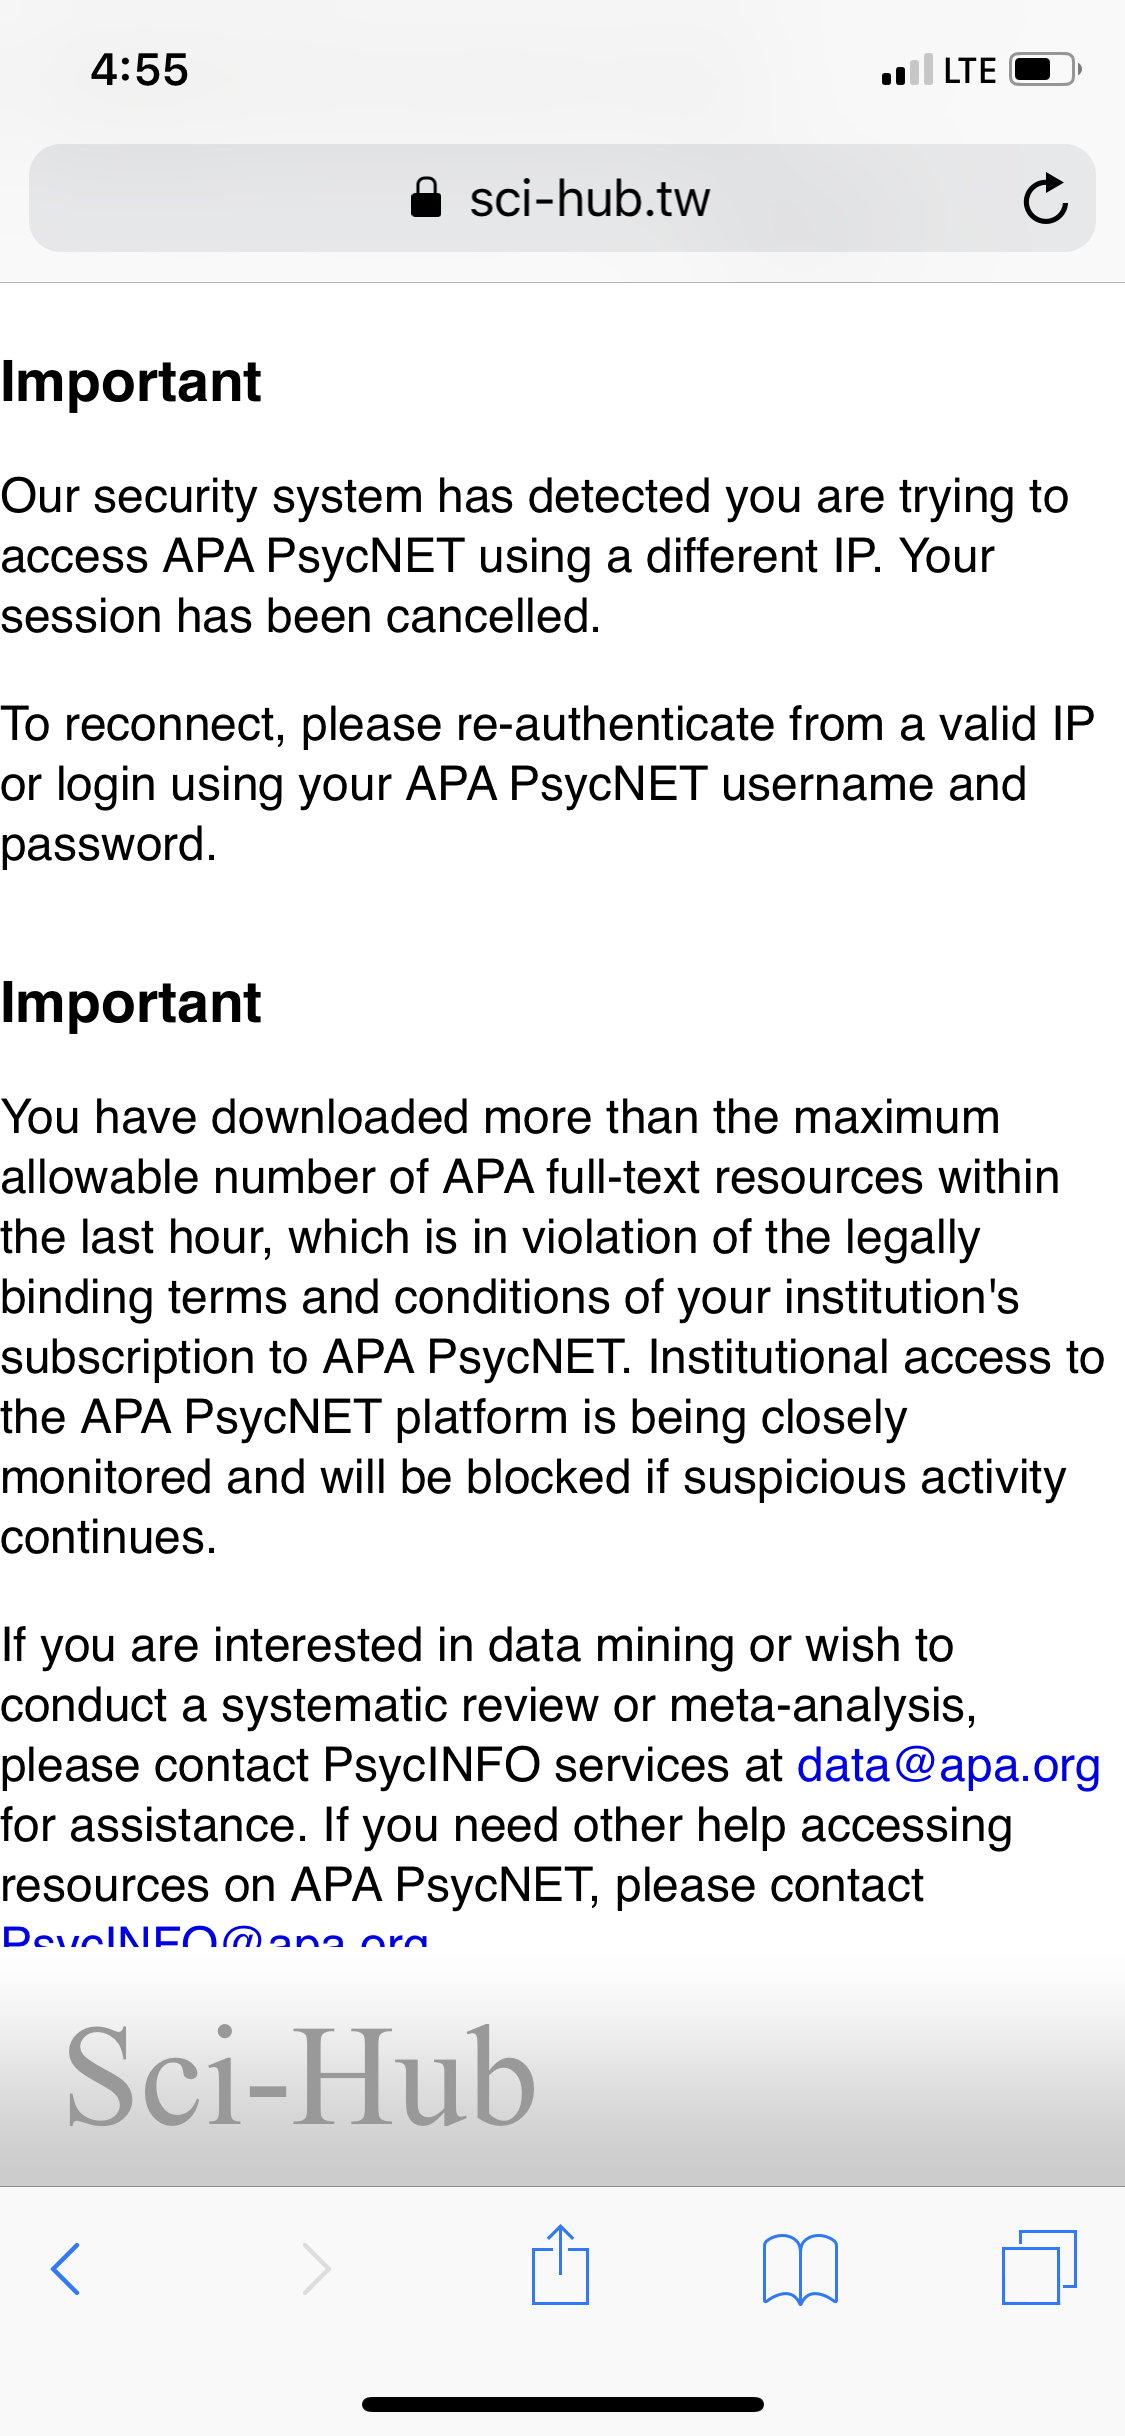 4:55
LTE
sci-hub.tw
Important
Our security system has detected you are trying to
access APA PsycNET using a different IP. Your
session has been cancelled.
To reconnect, please re-authenticate from a valid IP
or login using your APA PsycNET username and
password.
Important
You have downloaded more than the maximum
allowable number of APA full-text resources within
the last hour, which is in violation of the legally
binding terms and conditions of your institution's
subscription to APA PsycNET. Institutional access to
the APA PsycNET platform is being closely
monitored and will be blocked if suspicious activity
continues.
If you are interested in data mining or wish to
conduct a systematic review or meta-analysis,
please contact PsycINFO services at data@apa.org
for assistance. If you need other help accessing
resources on APA PsycNET, please contact
PsycINFO@apa.org
Sci-Hub